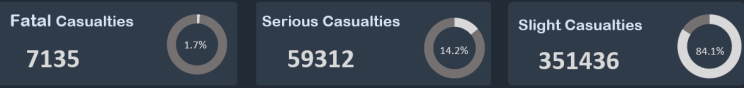 Fatal Casualties
7135
1.7%
Serious Casualties
59312
14.2%
Slight Casualties
351436
84.1%